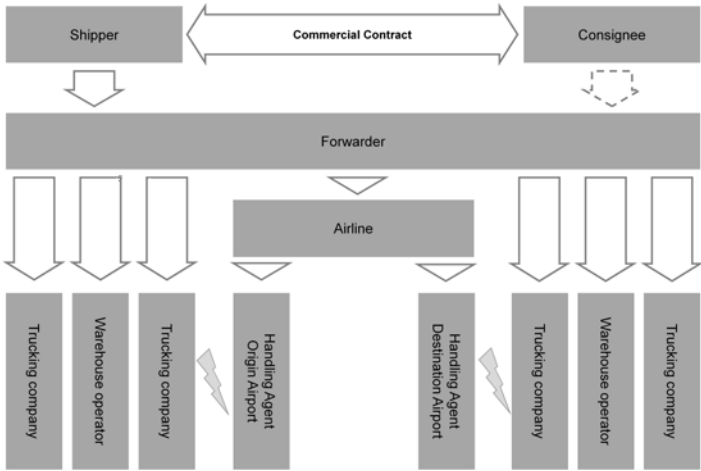 Shipper
Commercial Contract
Consignee
Forwarder
Airline
Trucking company
Warehouse operator
Trucking company
Handling Agent
Origin Airport
Handling Agent
Destination Airport
Trucking company
Warehouse operator
Trucking company